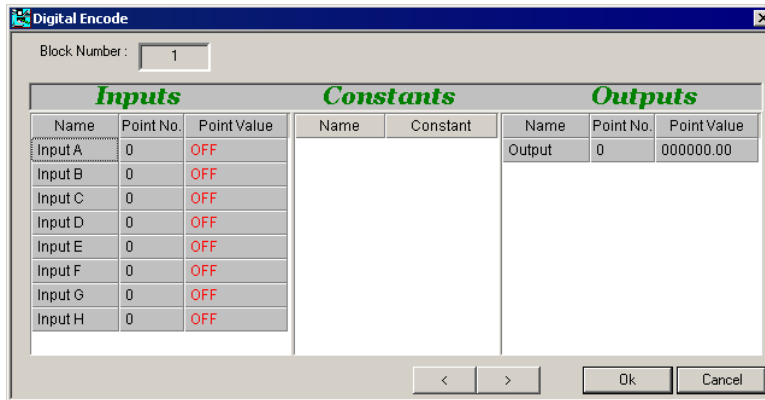 Digital Encode
Block Number : 1
Inputs Constants Outputs
Name Point No. Point Value Name Constant Name Point No. Point Value
Input A 0 OFF Output 0 000000.00
Input B 0 OFF
Input C 0 OFF
Input D 0 OFF
Input E 0 OFF
Input F 0 OFF
Input G 0 OFF
Input H 0 OFF
< > Ok Cancel